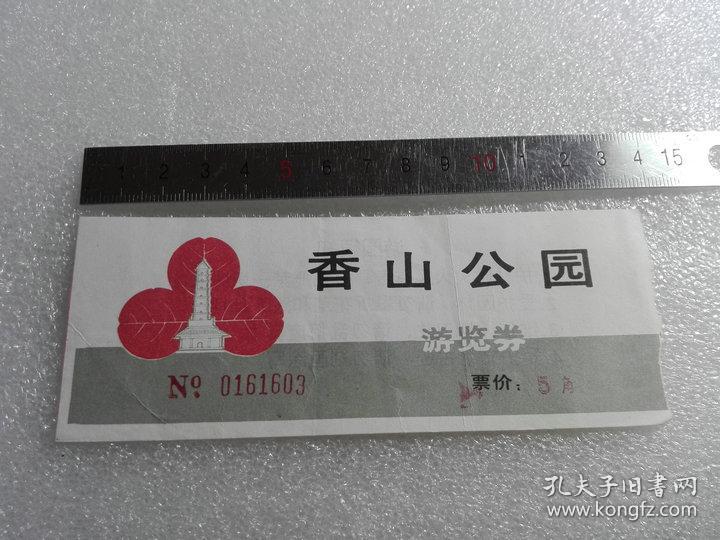 1 2 3 4 5 6 7 8 9 10 1 2 3 4 15
香山公园
游览券
No 0161603
票价：5角
孔夫子旧书网
www.kongfz.com